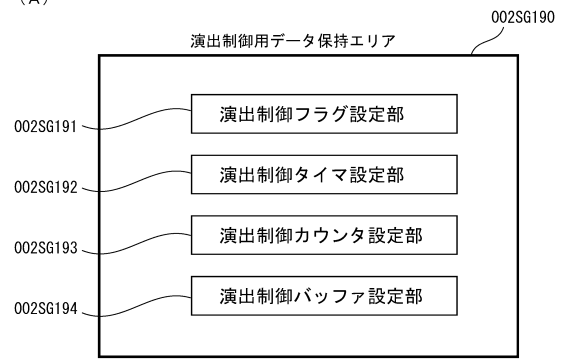 (A)
002SG190
演出制御用データ保持エリア
002SG191
演出制御フラグ設定部
002SG192
演出制御タイマ設定部
002SG193
演出制御カウンタ設定部
002SG194
演出制御バッファ設定部